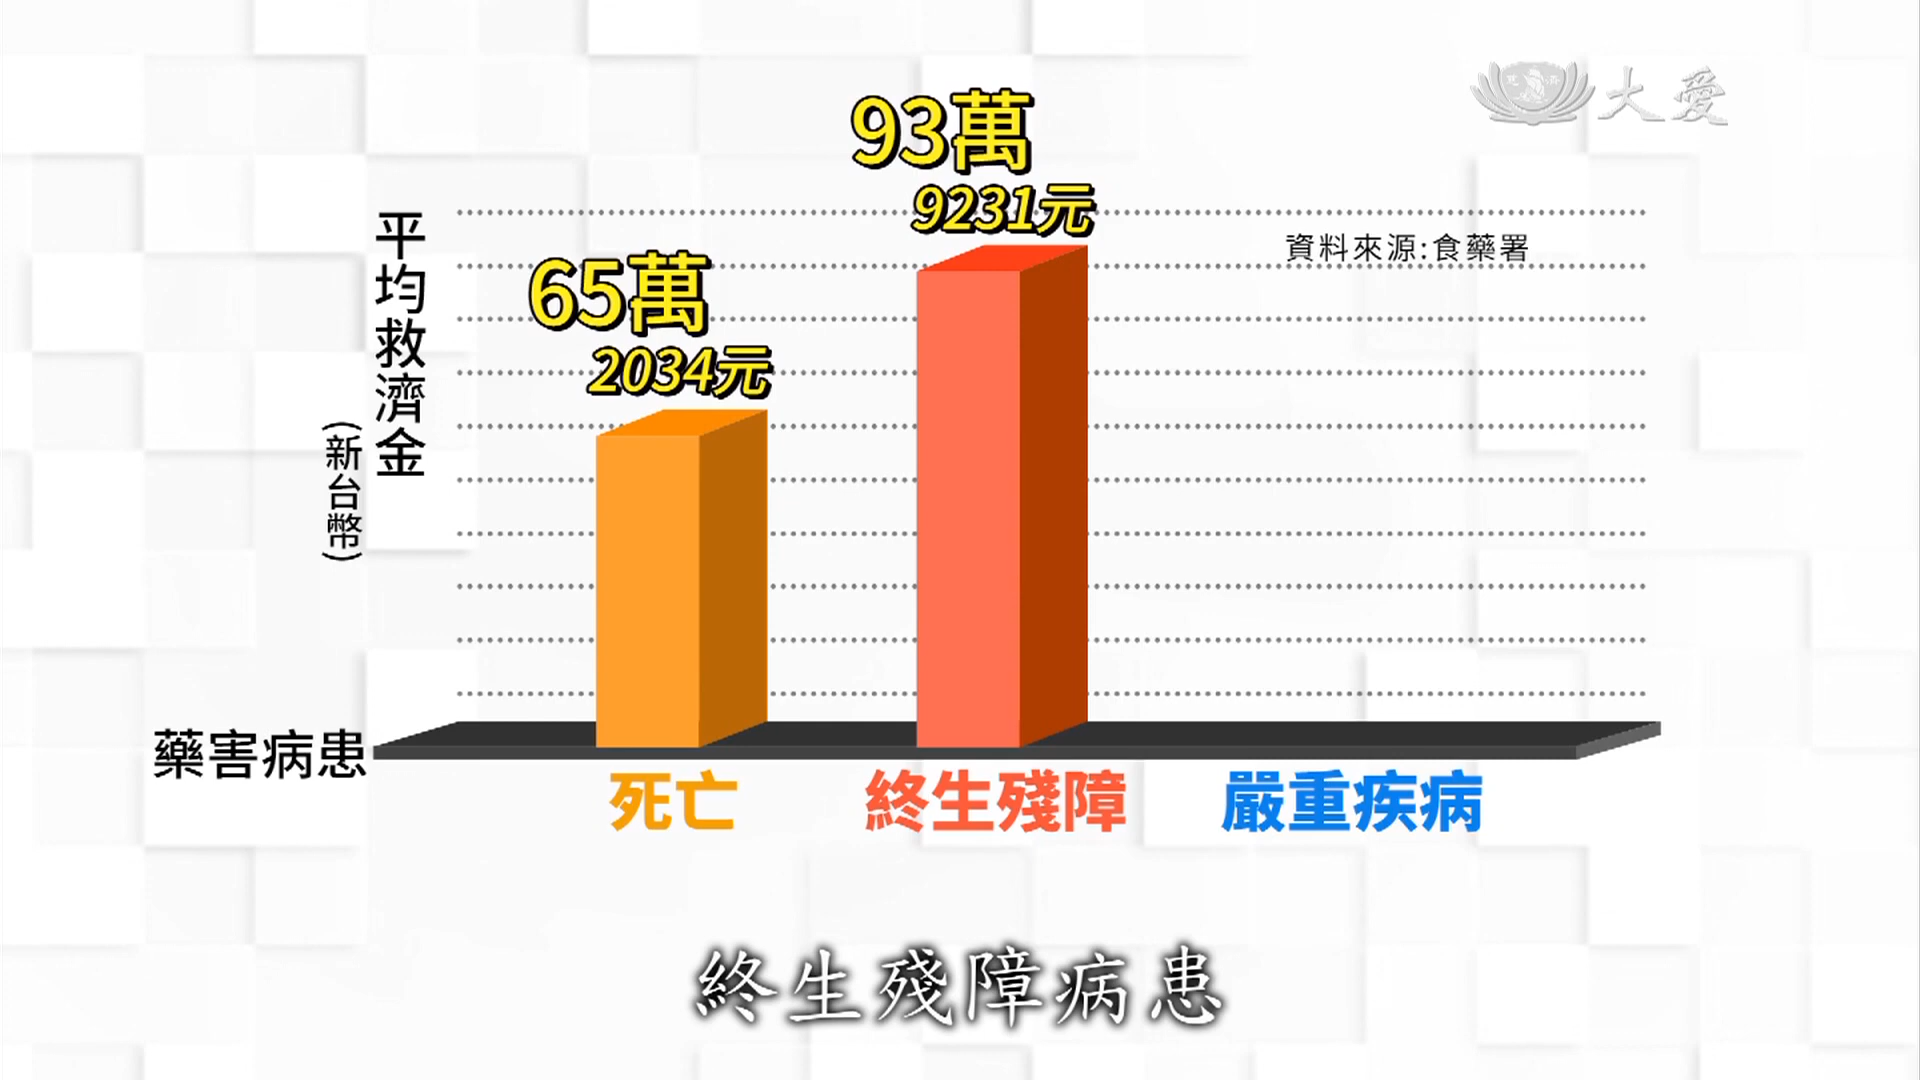 大愛
93萬
9231元
65萬
2034元
資料來源:食藥署
平均救濟金
(新台幣)
藥害病患
死亡
終生殘障
嚴重疾病
終生殘障病患